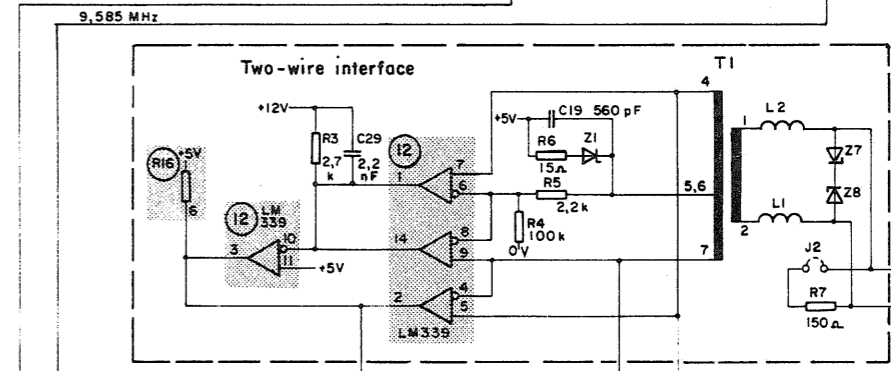 9,585 MHz
Two-wire interface
T1
4
+12V
+5V
C19 560 pF
L2
1
R3
C29
R6
Z1
Z7
R16
+5V
12
7
2,7
k
2,2
nF
1
6
15Ω
R5
5,6
2,2k
Z8
6
12
LM
339
R4
100k
L1
2
10
14
8
0V
3
11
+5V
9
7
J2
4
R7
2
5
150Ω
LM339